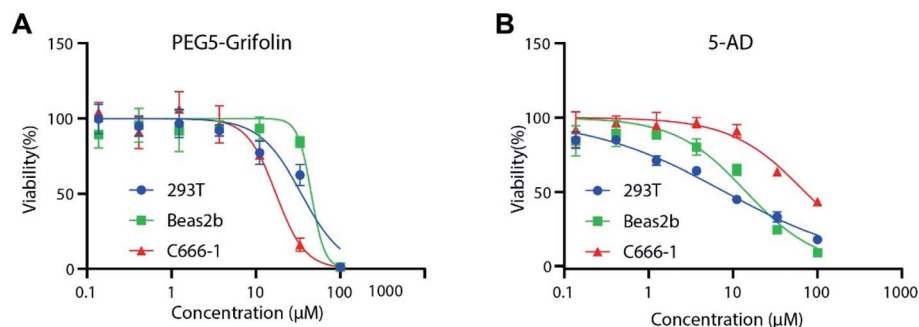 A
PEG5-Grifolin
Viability(%)
150
100
50
0
293T
Beas2b
C666-1
0.1 1 10 100 1000
Concentration (µM)
B
5-AD
Viability(%)
150
100
50
0
293T
Beas2b
C666-1
0.1 1 10 100 1000
Concentration (µM)